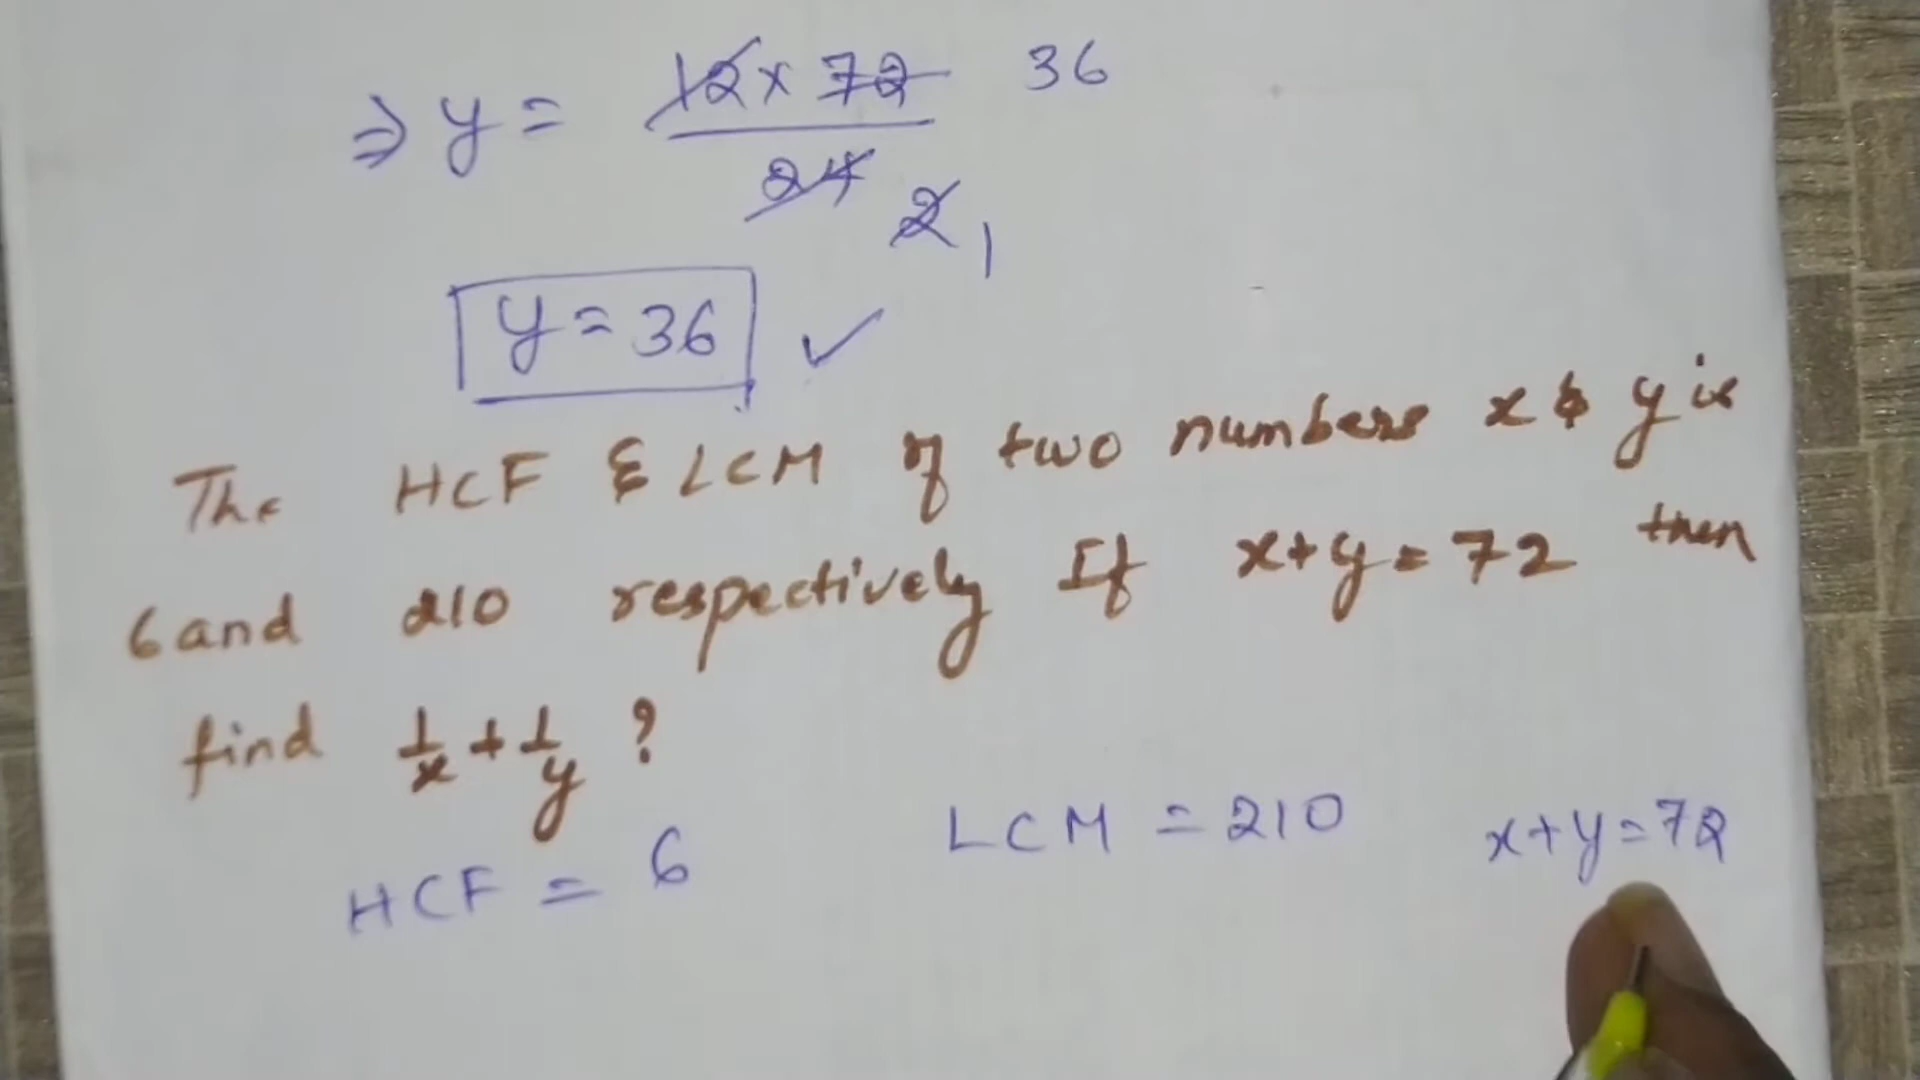 ⇒ y = 12 x 72 / 24 36
2 1
y = 36 ✓
The HCF & LCM of two numbers x & y is
6 and 210 respectively If x+y = 72 then
find 1/x + 1/y ?
HCF = 6 LCM = 210 x+y=72